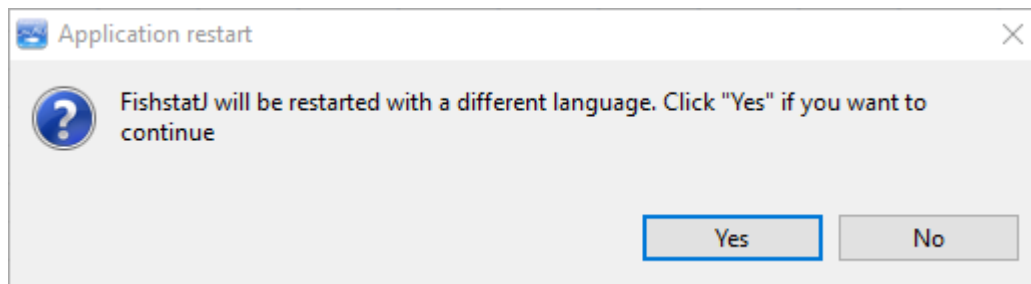 Application restart
FishstatJ will be restarted with a different language. Click "Yes" if you want to
continue
Yes
No